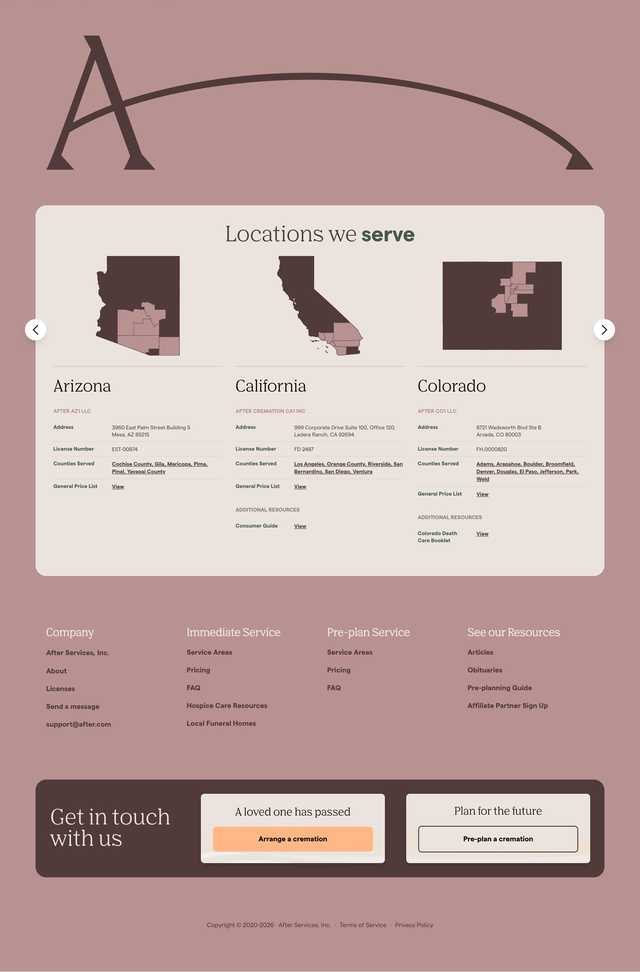 A
Locations we serve
Arizona
AFTER AZ1 LLC
Address
3960 East Palm Street Building 5
Mesa, AZ 85215
License Number
EST-00974
Counties Served
Cochise County, Gila, Maricopa, Pima,
Pinal, Yavapai County
General Price List
View
California
AFTER CREMATION CA1 INC
Address
999 Corporate Drive Suite 100, Office 120,
Ladera Ranch, CA 92694
License Number
FD 2487
Counties Served
Los Angeles, Orange County, Riverside, San
Bernardino, San Diego, Ventura
General Price List
View
ADDITIONAL RESOURCES
Consumer Guide
View
Colorado
AFTER CO1 LLC
Address
8721 Wadsworth Blvd Ste B
Arvada, CO 80003
License Number
FH.0000820
Counties Served
Adams, Arapahoe, Boulder, Broomfield,
Denver, Douglas, El Paso, Jefferson, Park,
Weld
General Price List
View
ADDITIONAL RESOURCES
Colorado Death
Care Booklet
View
Company
After Services, Inc.
About
Licenses
Send a message
support@after.com
Immediate Service
Service Areas
Pricing
FAQ
Hospice Care Resources
Local Funeral Homes
Pre-plan Service
Service Areas
Pricing
FAQ
See our Resources
Articles
Obituaries
Pre-planning Guide
Affiliate Partner Sign Up
Get in touch
with us
A loved one has passed
Arrange a cremation
Plan for the future
Pre-plan a cremation
Copyright © 2020-2026 · After Services, Inc. · Terms of Service · Privacy Policy